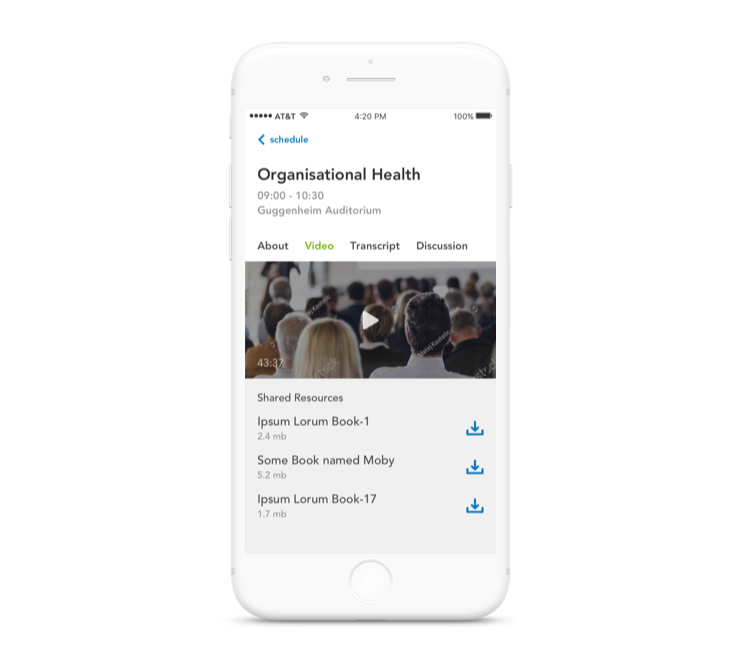 AT&T 4:20 PM 100%
schedule
Organisational Health
09:00 - 10:30
Guggenheim Auditorium
About Video Transcript Discussion
43:37
Shared Resources
Ipsum Lorum Book-1
2.4 mb
Some Book named Moby
5.2 mb
Ipsum Lorum Book-17
1.7 mb